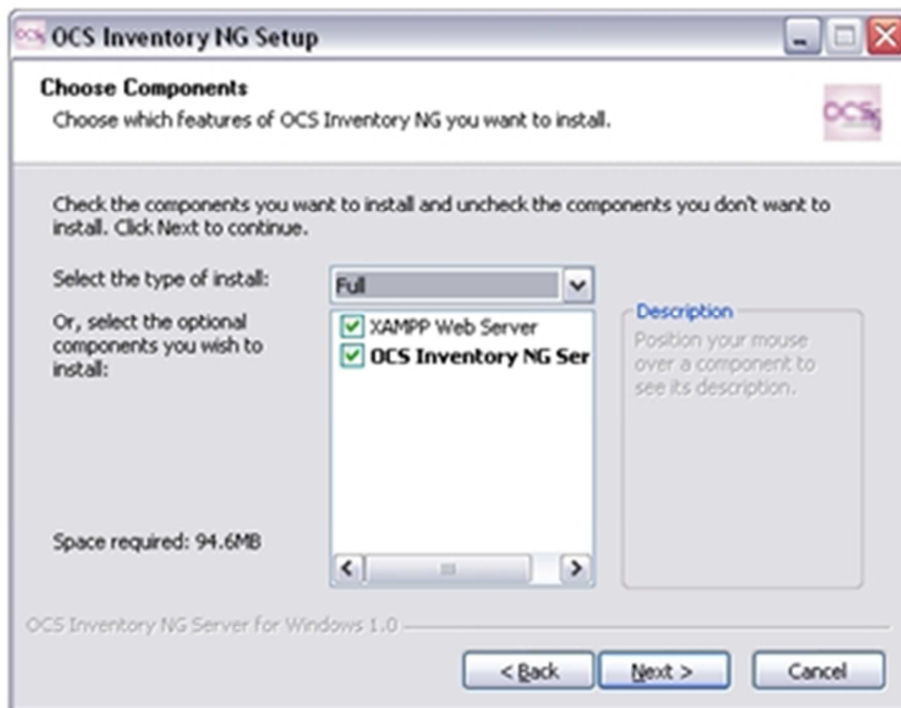 OCS Inventory NG Setup
Choose Components
Choose which features of OCS Inventory NG you want to install.
OCS
Check the components you want to install and uncheck the components you don't want to
install. Click Next to continue.
Select the type of install:
Full
Or, select the optional
components you wish to
install:
XAMPP Web Server
OCS Inventory NG Ser
Description
Position your mouse
over a component to
see its description.
Space required: 94.6MB
OCS Inventory NG Server for Windows 1.0
< Back
Next >
Cancel